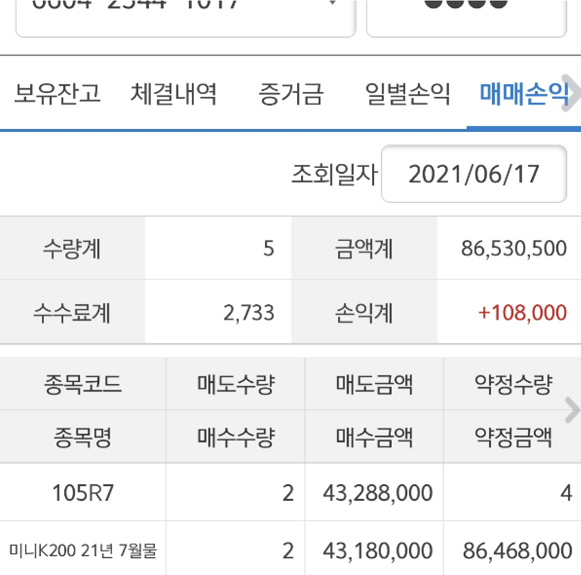 보유잔고 체결내역 증거금 일별손익 매매손익
조회일자 2021/06/17
수량계 5 금액계 86,530,500
수수료계 2,733 손익계 +108,000
종목코드 매도수량 매도금액 약정수량
종목명 매수수량 매수금액 약정금액
105R7 2 43,288,000 4
미니K200 21년 7월물 2 43,180,000 86,468,000